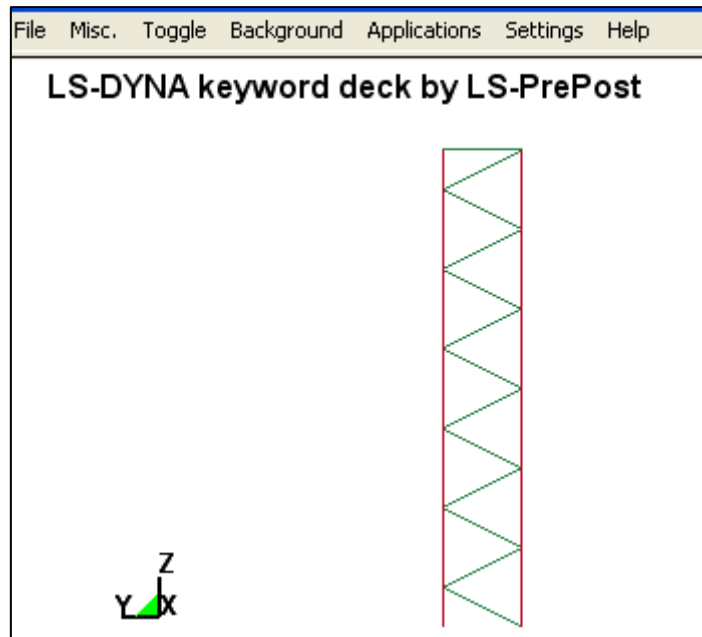 File Misc. Toggle Background Applications Settings Help
LS-DYNA keyword deck by LS-PrePost
Z
Y X